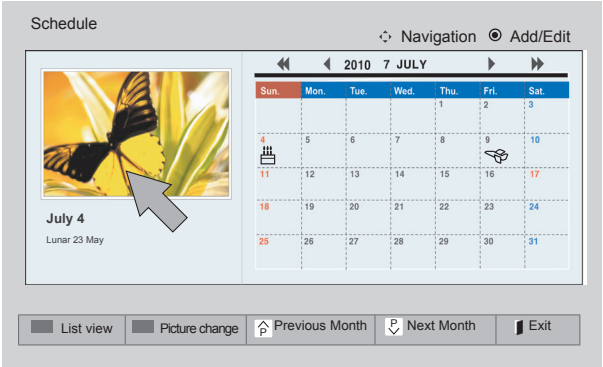 Schedule
Navigation Add/Edit
2010 7 JULY
Sun. Mon. Tue. Wed. Thu. Fri. Sat.
1 2 3
4 5 6 7 8 9 10
11 12 13 14 15 16 17
18 19 20 21 22 23 24
25 26 27 28 29 30 31
July 4
Lunar 23 May
List view Picture change P Previous Month P Next Month Exit